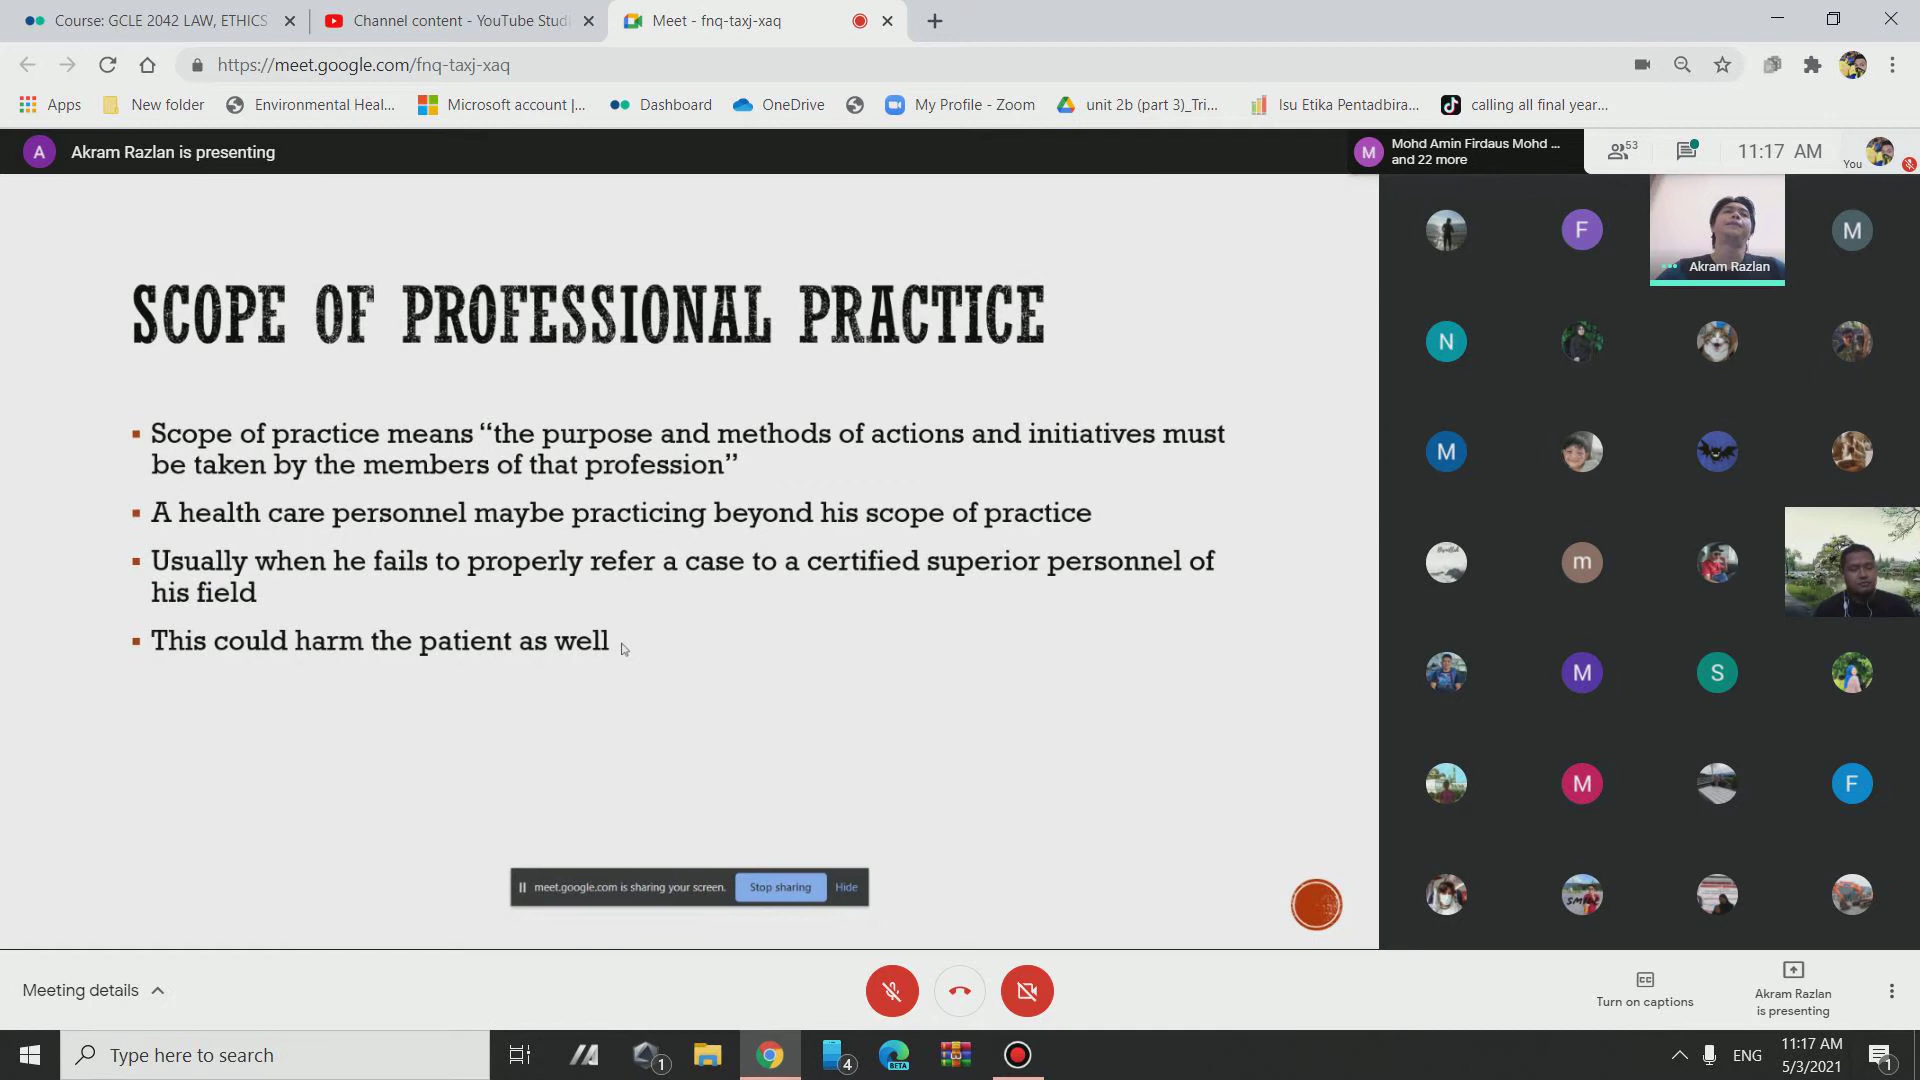 Course: GCLE 2042 LAW, ETHICS
Channel content - YouTube Stud
Meet - fnq-taxj-xaq
https://meet.google.com/fnq-taxj-xaq
Apps
New folder
Environmental Heal...
Microsoft account |...
Dashboard
OneDrive
My Profile - Zoom
unit 2b (part 3)_Tri...
Isu Etika Pentadbira...
calling all final year...
A
Akram Razlan is presenting
M
Mohd Amin Firdaus Mohd ...
and 22 more
53
11:17 AM
You
SCOPE OF PROFESSIONAL PRACTICE
Scope of practice means “the purpose and methods of actions and initiatives must
be taken by the members of that profession”
A health care personnel maybe practicing beyond his scope of practice
Usually when he fails to properly refer a case to a certified superior personnel of
his field
This could harm the patient as well
meet.google.com is sharing your screen.
Stop sharing
Hide
F
Akram Razlan
M
N
M
m
M
S
M
F
SMILE
Meeting details
Turn on captions
Akram Razlan
is presenting
Type here to search
1
4
BETA
ENG
11:17 AM
5/3/2021
1